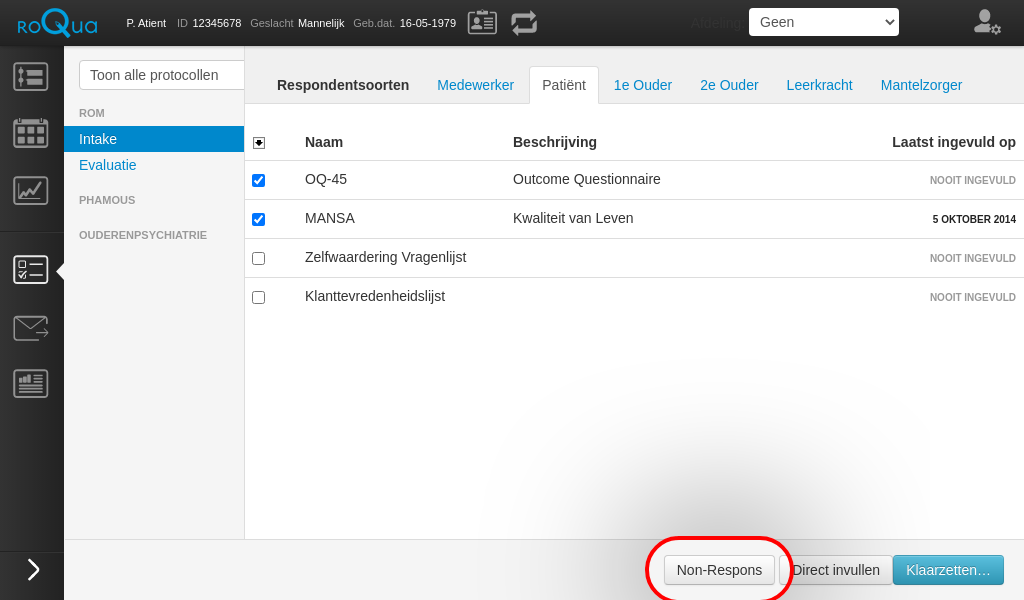 roQua P. Atient ID 12345678 Geslacht Mannelijk Geb.dat. 16-05-1979 Afdeling Geen
Toon alle protocollen
ROM
Intake
Evaluatie
PHAMOUS
OUDERENPSYCHIATRIE
Respondentsoorten Medewerker Patiënt 1e Ouder 2e Ouder Leerkracht Mantelzorger
Naam Beschrijving Laatst ingevuld op
OQ-45 Outcome Questionnaire NOOIT INGEVULD
MANSA Kwaliteit van Leven 5 OKTOBER 2014
Zelfwaardering Vragenlijst NOOIT INGEVULD
Klanttevredenheidslijst NOOIT INGEVULD
Non-Respons Direct invullen Klaarzetten…